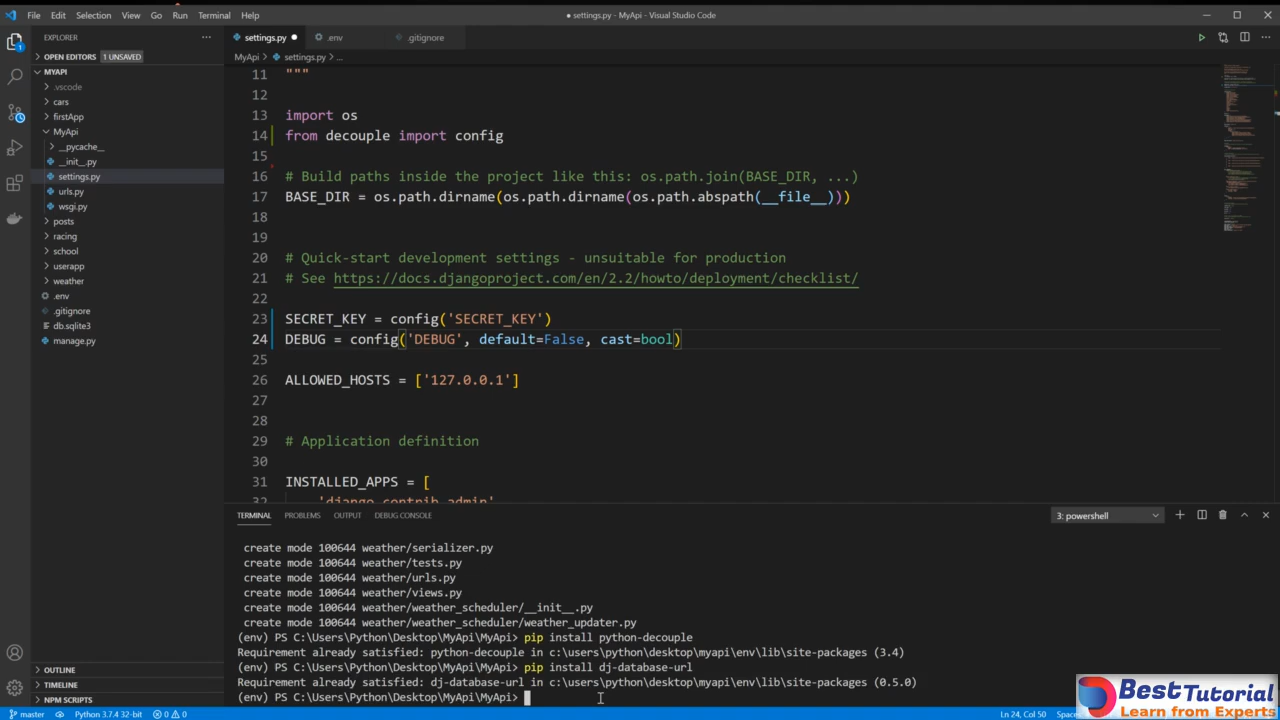 File Edit Selection View Go Run Terminal Help
● settings.py - MyApi - Visual Studio Code
EXPLORER
OPEN EDITORS 1 UNSAVED
MYAPI
.vscode
cars
firstApp
MyApi
__pycache__
__init__.py
settings.py
urls.py
wsgi.py
posts
racing
school
userapp
weather
.env
.gitignore
db.sqlite3
manage.py
OUTLINE
TIMELINE
NPM SCRIPTS
settings.py ● .env .gitignore
MyApi > settings.py > ...
11 """
12
13 import os
14 from decouple import config
15
16 # Build paths inside the project like this: os.path.join(BASE_DIR, ...)
17 BASE_DIR = os.path.dirname(os.path.dirname(os.path.abspath(__file__)))
18
19
20 # Quick-start development settings - unsuitable for production
21 # See https://docs.djangoproject.com/en/2.2/howto/deployment/checklist/
22
23 SECRET_KEY = config('SECRET_KEY')
24 DEBUG = config('DEBUG', default=False, cast=bool)
25
26 ALLOWED_HOSTS = ['127.0.0.1']
27
28
29 # Application definition
30
31 INSTALLED_APPS = [
32 'django.contrib.admin'
TERMINAL PROBLEMS OUTPUT DEBUG CONSOLE
3: powershell
create mode 100644 weather/serializer.py
create mode 100644 weather/tests.py
create mode 100644 weather/urls.py
create mode 100644 weather/views.py
create mode 100644 weather/weather_scheduler/__init__.py
create mode 100644 weather/weather_scheduler/weather_updater.py
(env) PS C:\Users\Python\Desktop\MyApi\MyApi> pip install python-decouple
Requirement already satisfied: python-decouple in c:\users\python\desktop\myapi\env\lib\site-packages (3.4)
(env) PS C:\Users\Python\Desktop\MyApi\MyApi> pip install dj-database-url
Requirement already satisfied: dj-database-url in c:\users\python\desktop\myapi\env\lib\site-packages (0.5.0)
(env) PS C:\Users\Python\Desktop\MyApi\MyApi>
master Python 3.7.4 32-bit 0 0
Ln 24, Col 50
BestTutorial
Learn from Experts